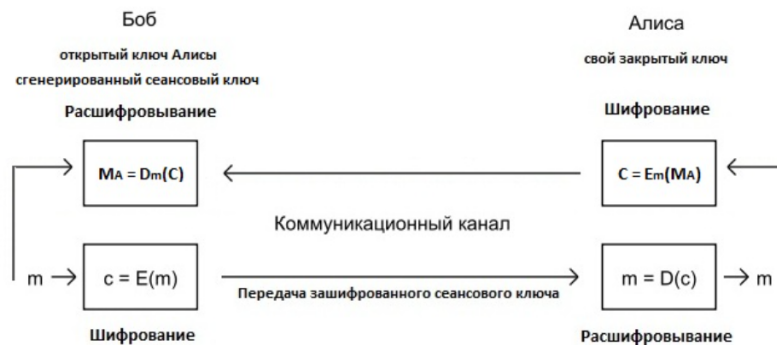 Боб
Алиса
открытый ключ Алисы
сгенерированный сеансовый ключ
свой закрытый ключ
Расшифровывание
Шифрование
MA = Dm(C)
C = Em(MA)
Коммуникационный канал
m
c = E(m)
m = D(c)
m
Передача зашифрованного сеансового ключа
Шифрование
Расшифровывание